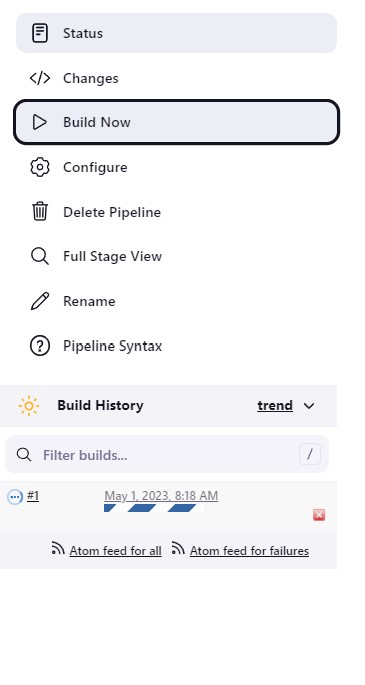 Status
Changes
Build Now
Configure
Delete Pipeline
Full Stage View
Rename
Pipeline Syntax
Build History trend
Filter builds... /
#1 May 1, 2023, 8:18 AM
Atom feed for all Atom feed for failures